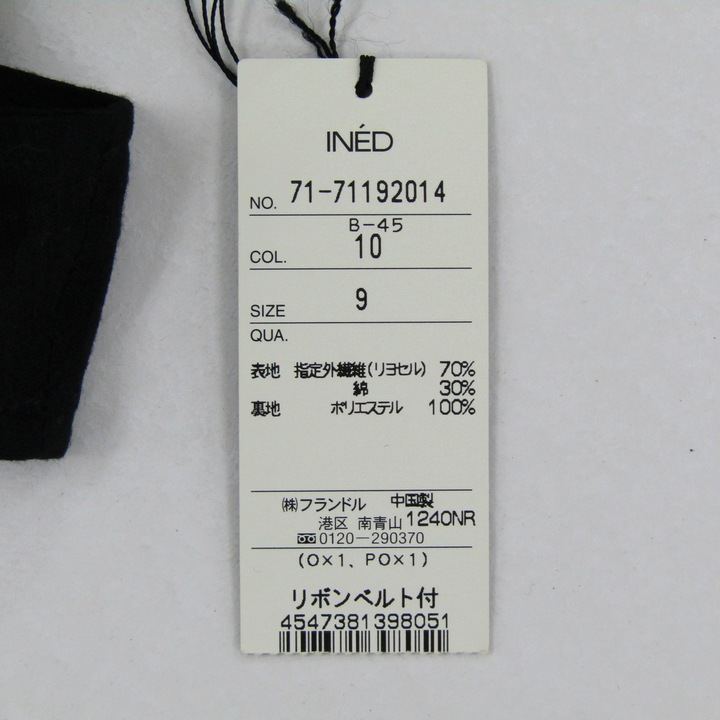 INÉD
NO. 71-71192014
B-45
COL. 10
SIZE 9
QUA.
表地 指定外繊維(リヨセル) 70%
綿 30%
裏地 ポリエステル 100%
㈱フランドル 中国製
港区 南青山 1240NR
0120-290370
(O×1、PO×1)
リボンベルト付
4547381398051